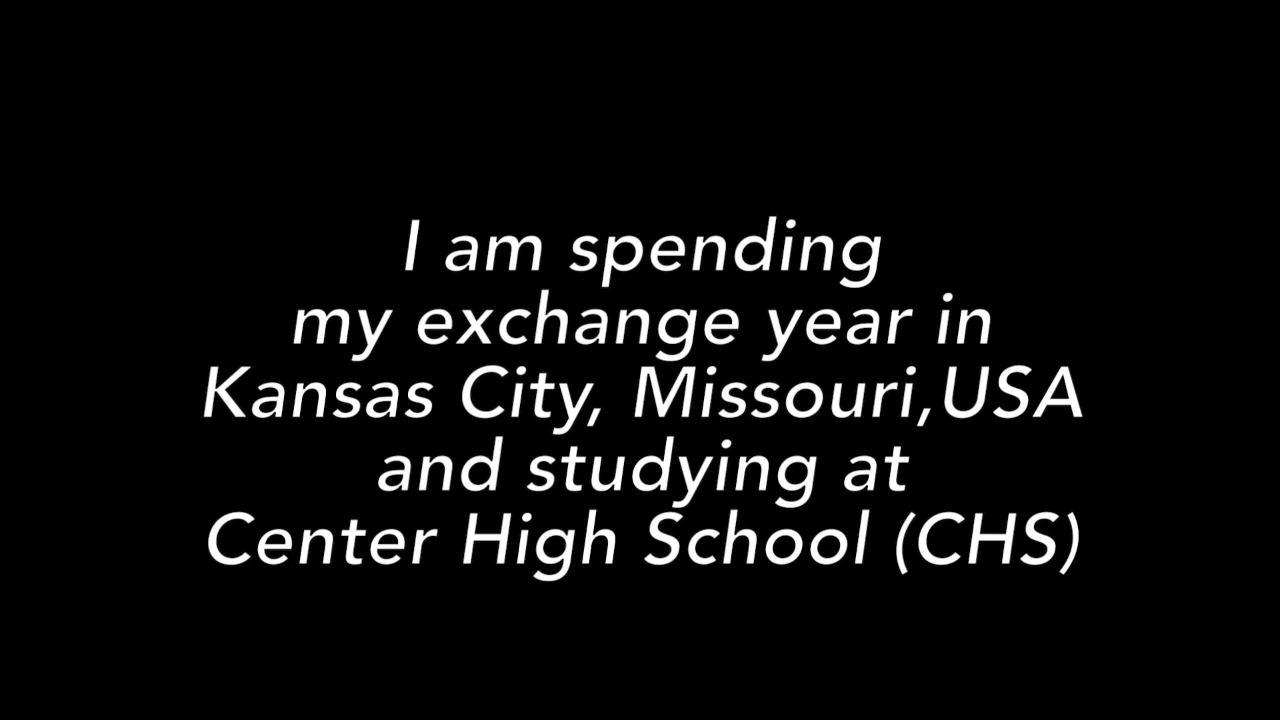 I am spending
my exchange year in
Kansas City, Missouri,USA
and studying at
Center High School (CHS)